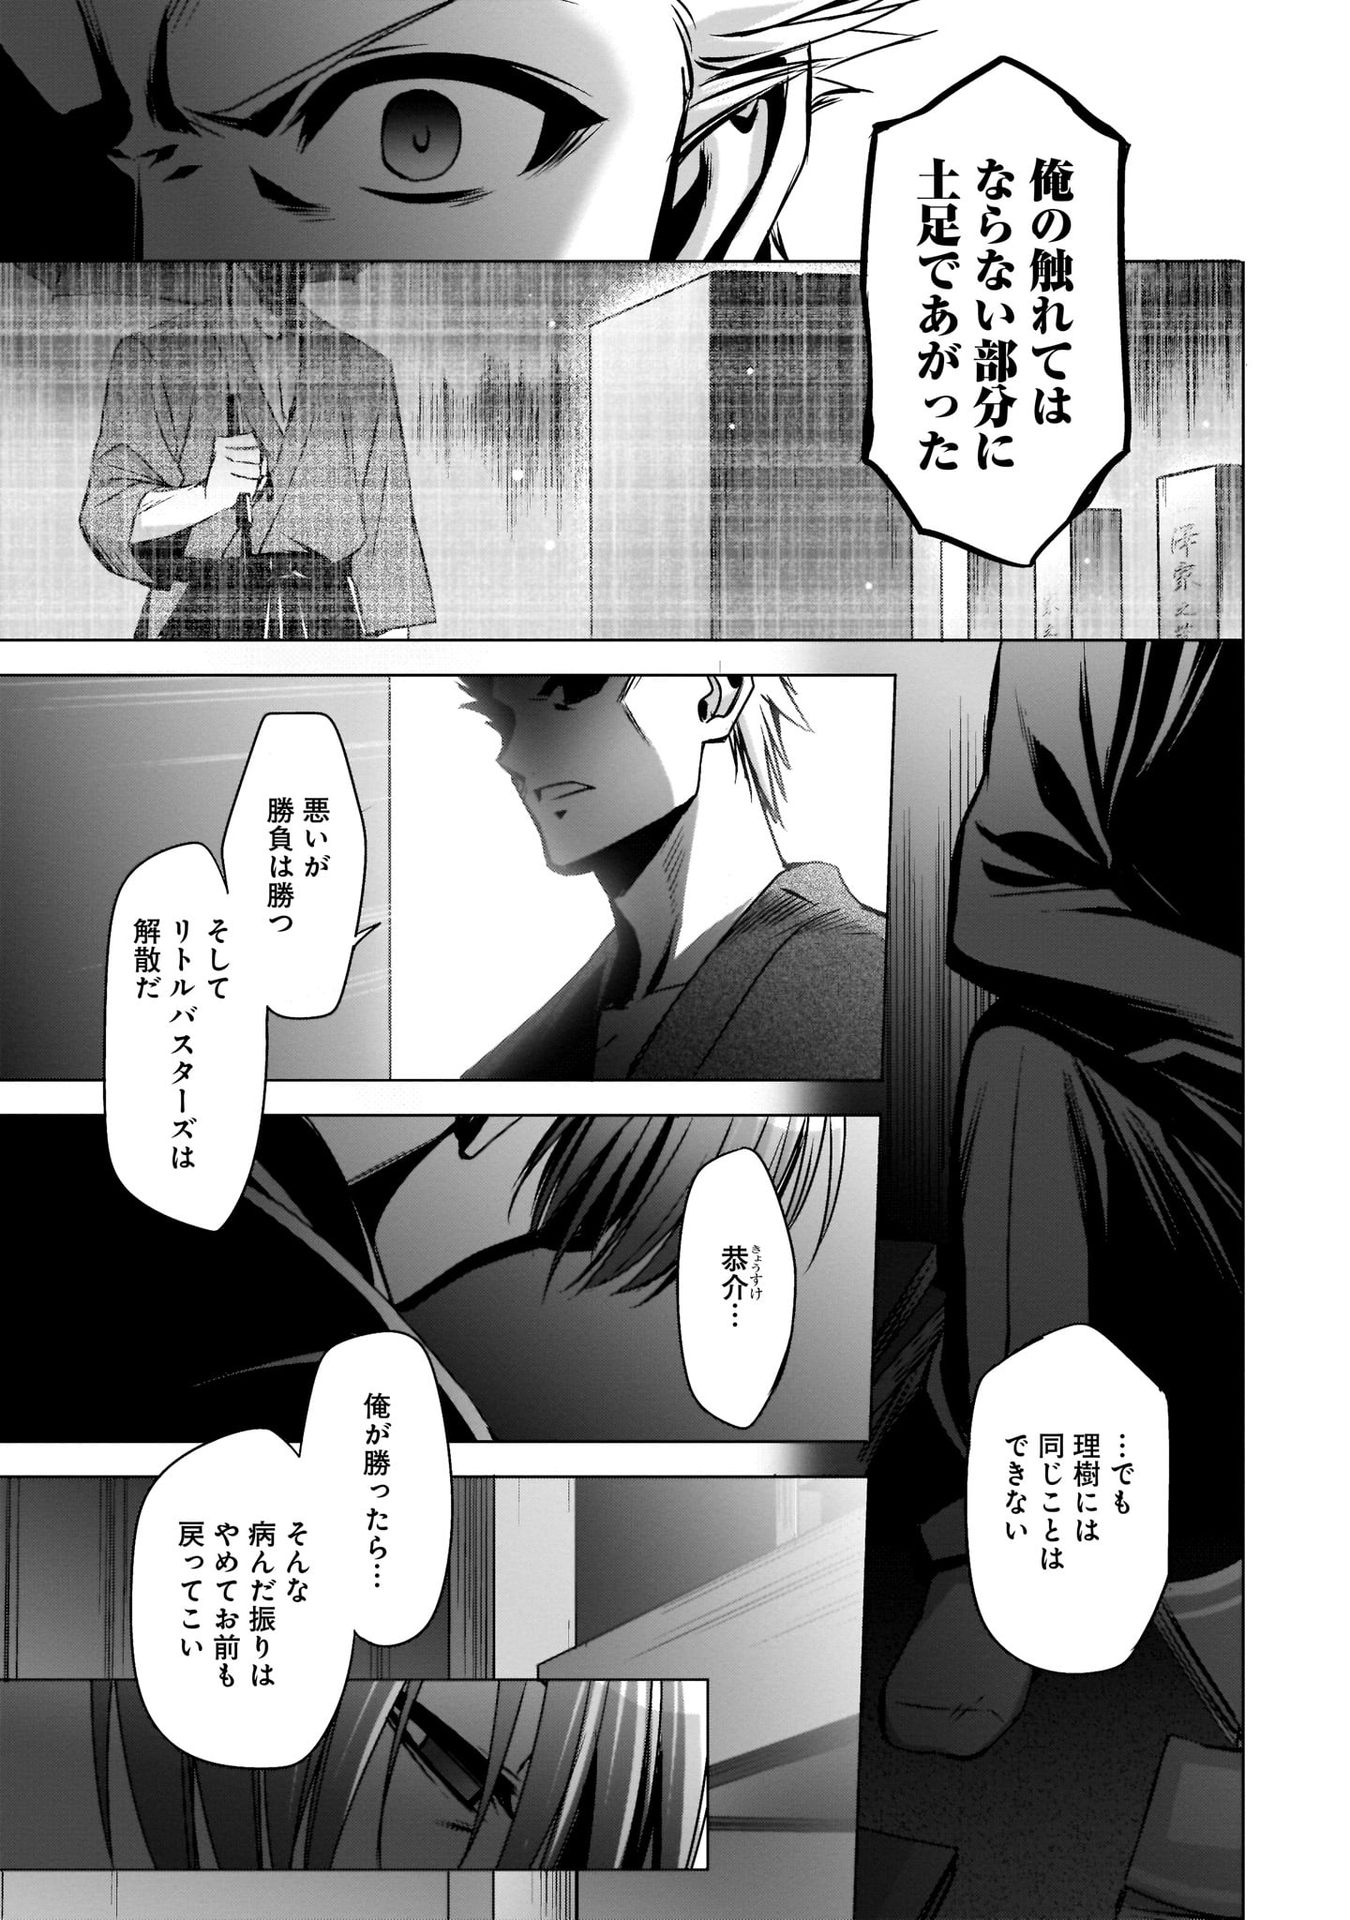 俺の触れては
ならない部分に
土足であがった
…でも
理樹には
同じことは
できない
悪いが
勝負は勝つ
そして
リトルバスターズは
解散だ
恭介…
きょうすけ
俺が勝ったら…
そんな
病んだ振りは
やめてお前も
戻ってこい